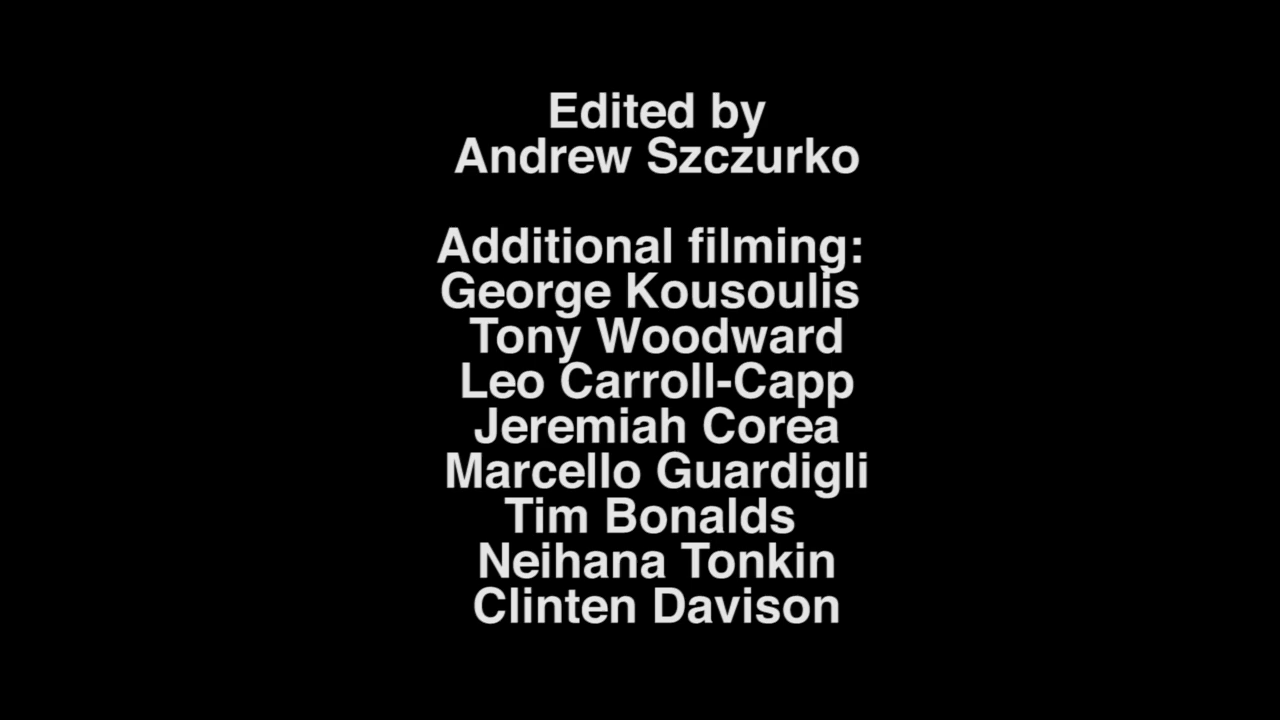 Edited by
Andrew Szczurko
Additional filming:
George Kousoulis
Tony Woodward
Leo Carroll-Capp
Jeremiah Corea
Marcello Guardigli
Tim Bonalds
Neihana Tonkin
Clinten Davison